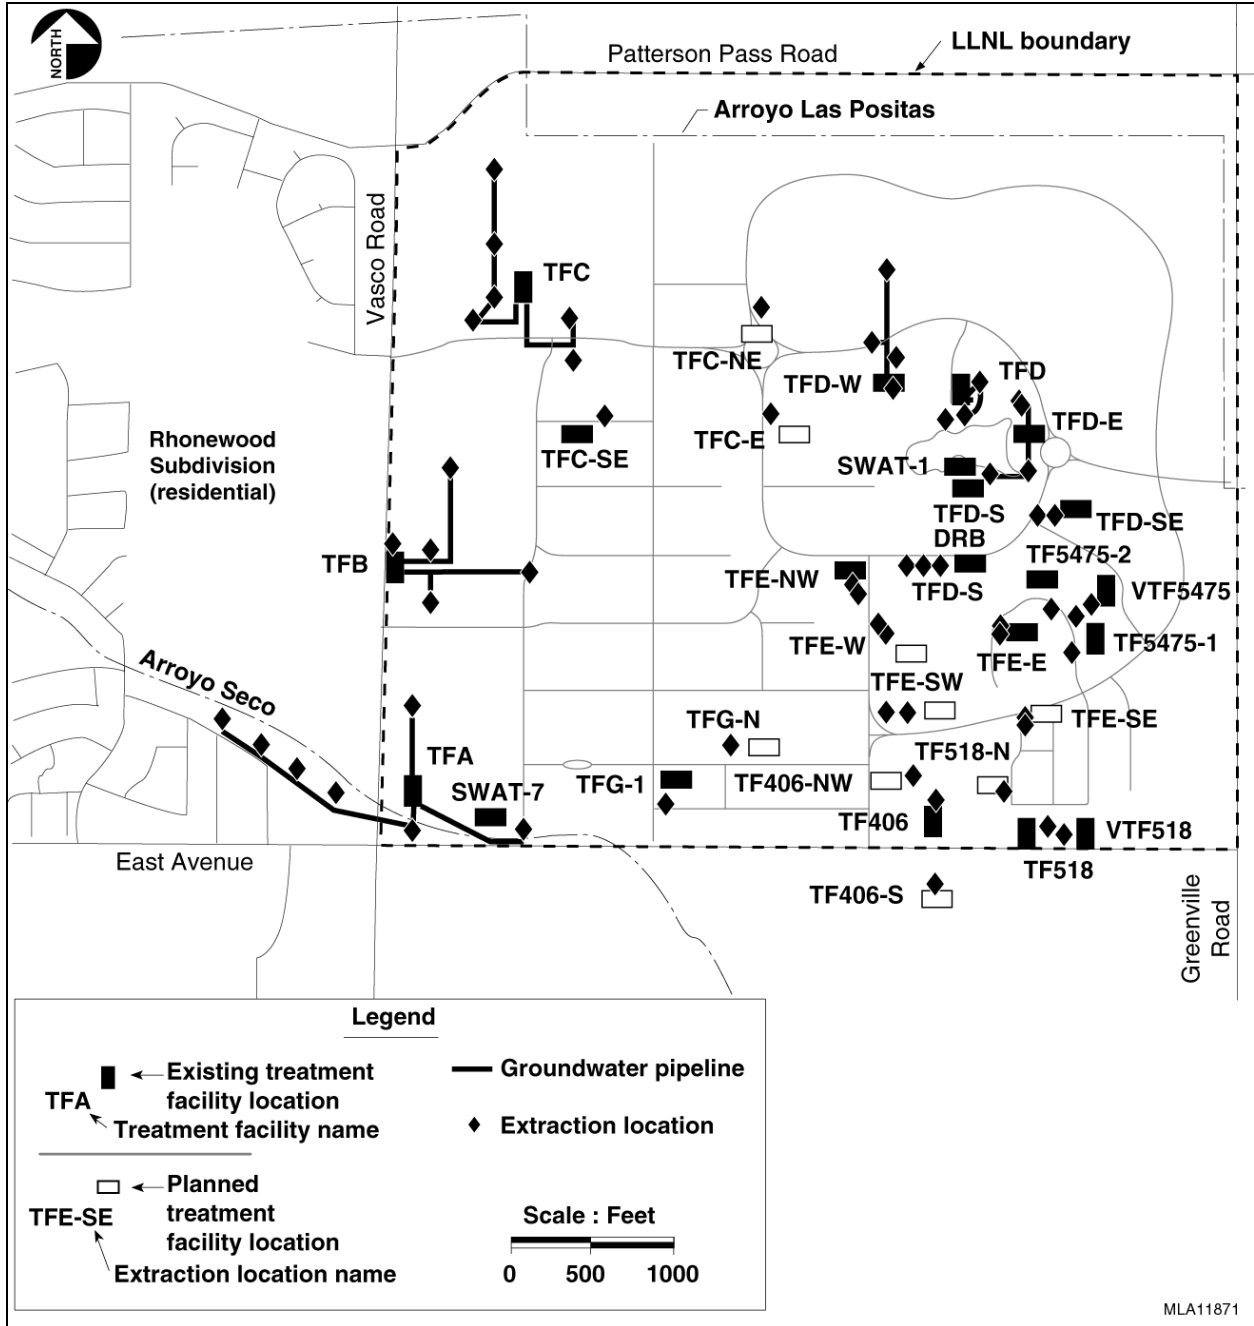 NORTH
Patterson Pass Road
LLNL boundary
Arroyo Las Positas
Vasco Road
TFC
TFC-NE
TFD-W
TFD
TFC-E
TFD-E
TFC-SE
SWAT-1
Rhonewood
Subdivision
(residential)
TFD-S
DRB
TFD-SE
TFB
TF5475-2
TFE-NW
TFD-S
VTF5475
TFE-W
TFE-E
TF5475-1
Arroyo Seco
TFE-SW
TFG-N
TFE-SE
TFA
TF518-N
SWAT-7
TFG-1
TF406-NW
TF406
VTF518
East Avenue
TF518
TF406-S
Greenville
Road
Legend
Existing treatment
facility location
TFA
Treatment facility name
Groundwater pipeline
Extraction location
Planned
treatment
facility location
TFE-SE
Extraction location name
Scale : Feet
0 500 1000
MLA11871